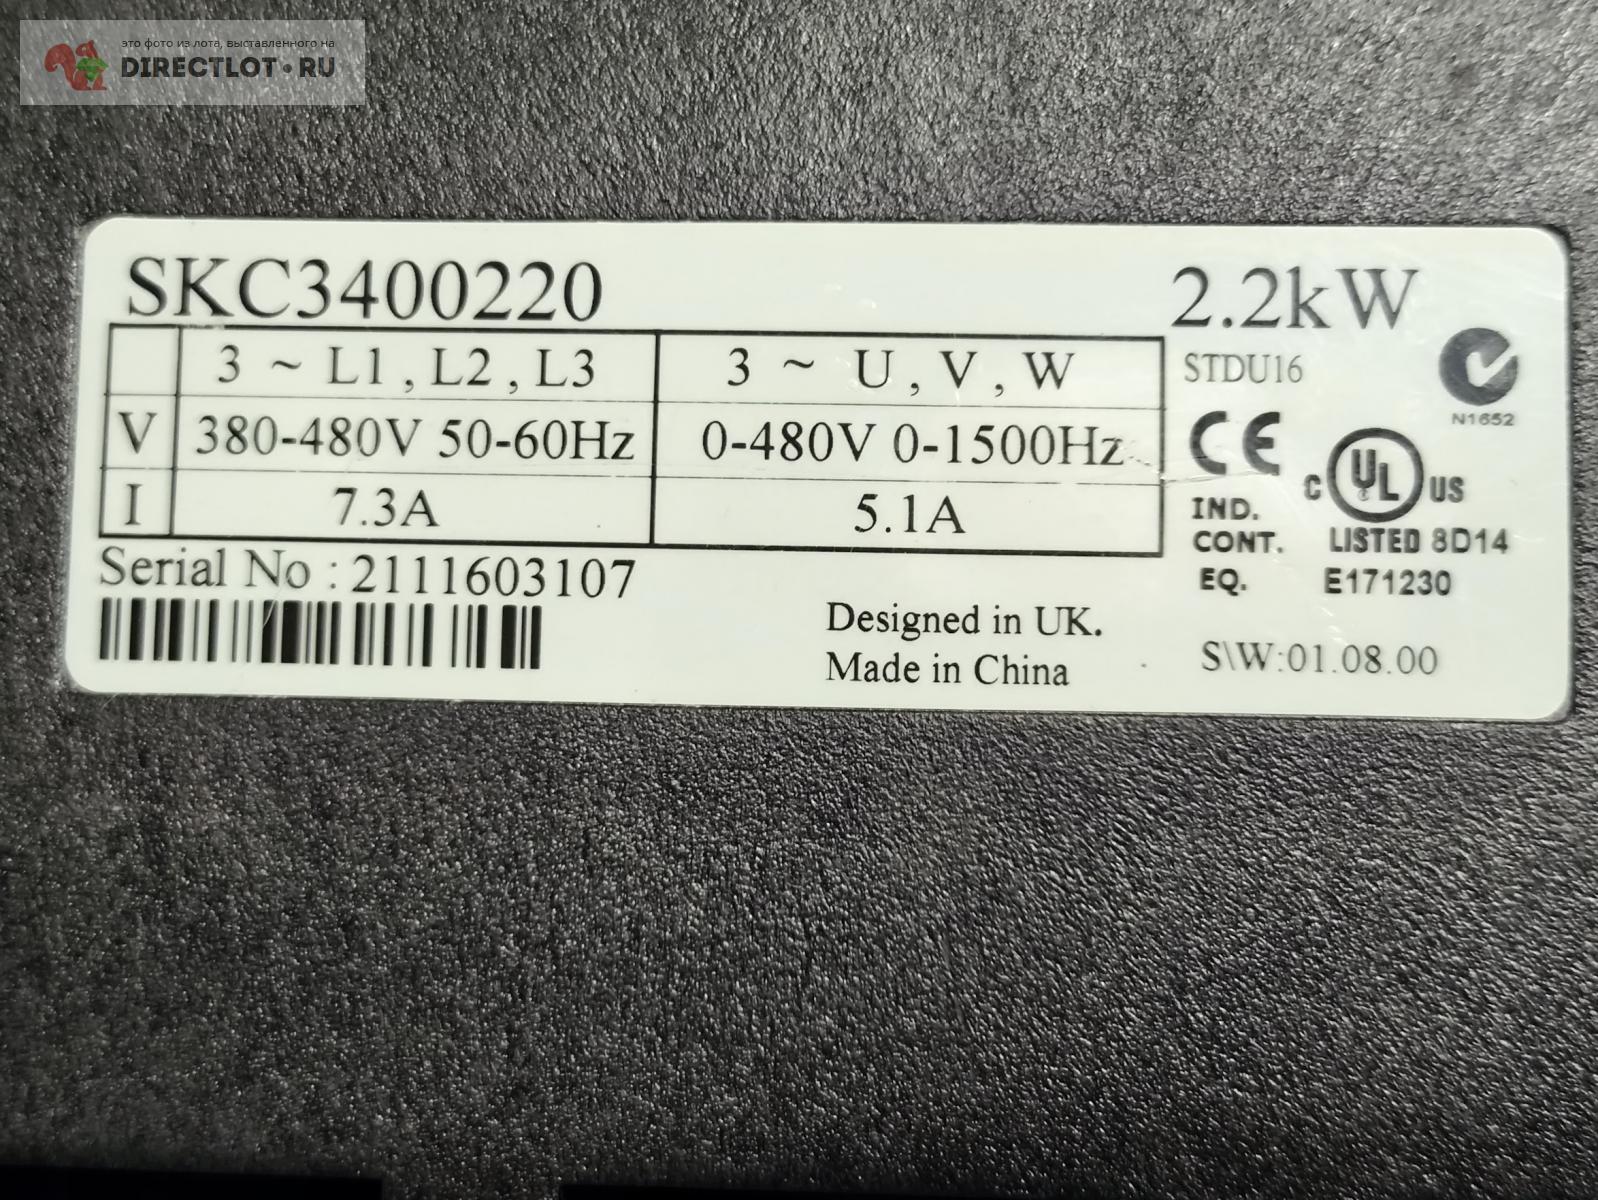 это фото из лота, выставленного на
DIRECTLOT.RU
SKC3400220 2.2kW
3 ~ L1, L2, L3 3 ~ U, V, W STDU16
N1652
V 380-480V 50-60Hz 0-480V 0-1500Hz CE
c UL US
I 7.3A 5.1A
IND.
CONT. LISTED 8D14
EQ. E171230
Serial No : 2111603107
Designed in UK.
Made in China
S\W:01.08.00